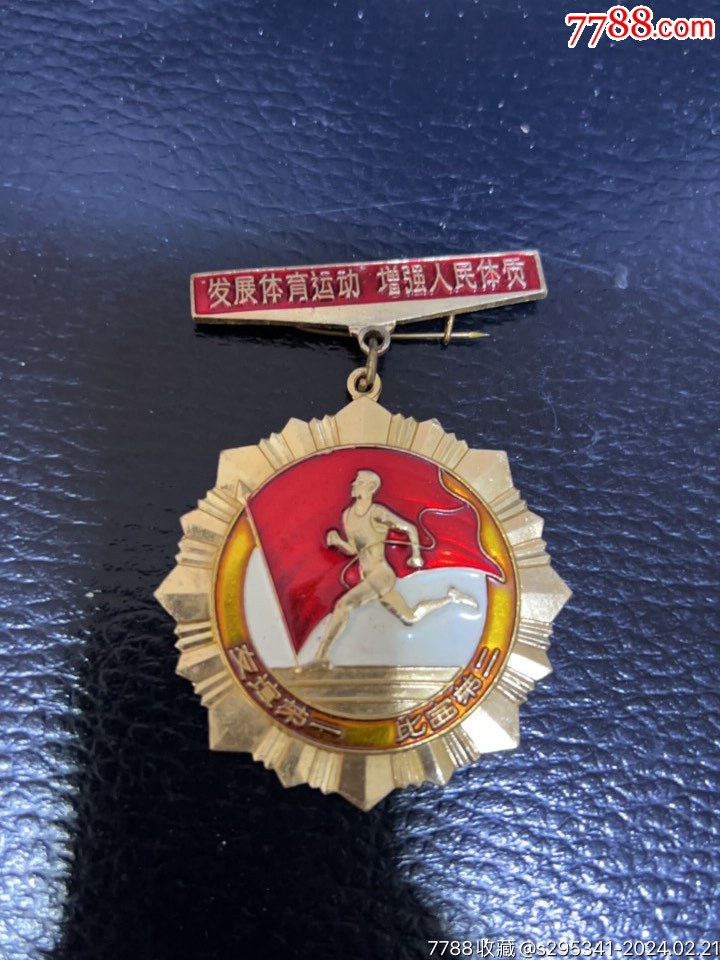 7788.com
发展体育运动 增强人民体质
友谊第一
比赛第二
7788收藏@s295341-2024.02.21